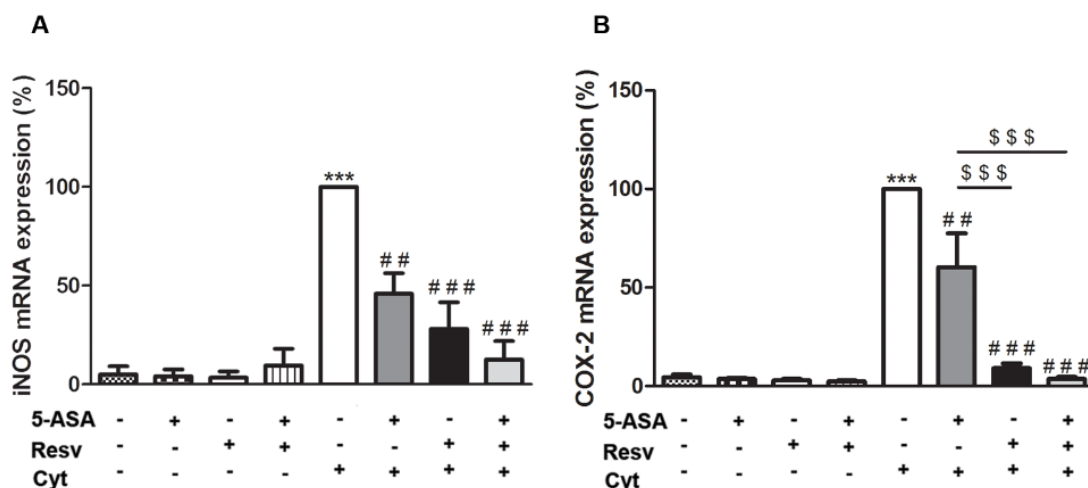 A
iNOS mRNA expression (%)
150
100
50
0
***
# #
# # #
# # #
5-ASA - + - + - + - +
Resv - - + + - - + +
Cyt - - - - + + + +
B
COX-2 mRNA expression (%)
150
100
50
0
***
# #
$ $ $
$ $ $
# # #
# # #
- + - + - + - +
- - + + - - + +
- - - - + + + +
5-ASA
Resv
Cyt